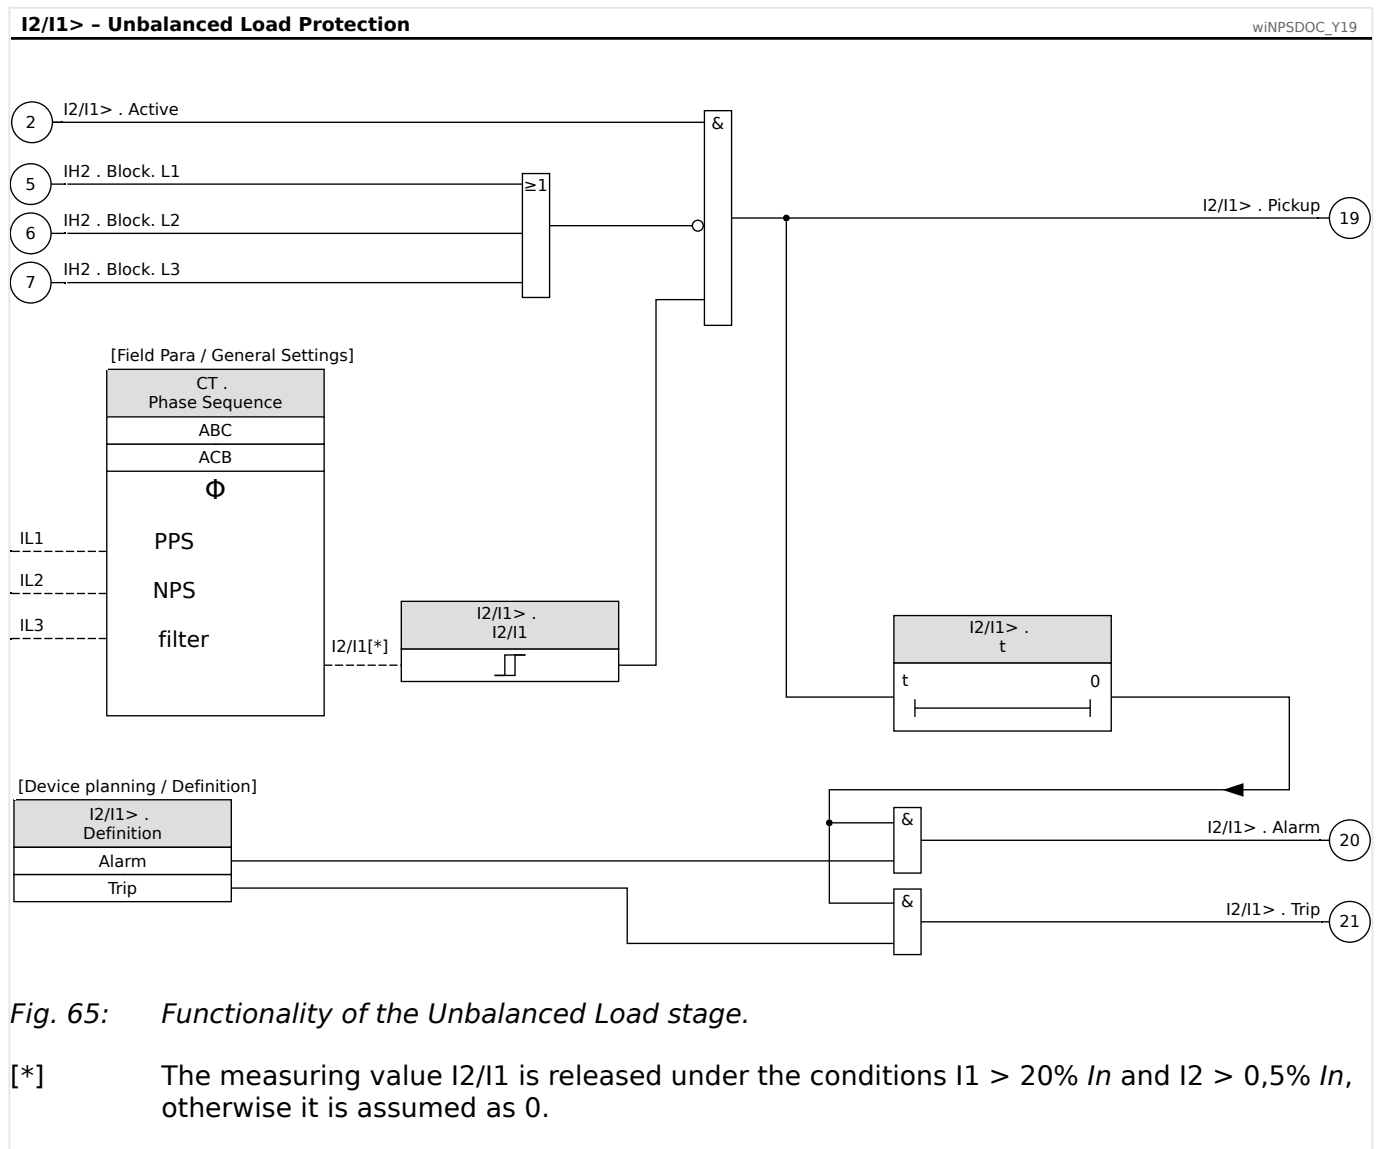 I2/I1> – Unbalanced Load Protection
wiNPSDOC_Y19
2
I2/I1> . Active
&
5
IH2 . Block. L1
≥1
6
IH2 . Block. L2
7
IH2 . Block. L3
I2/I1> . Pickup
19
[Field Para / General Settings]
CT .
Phase Sequence
ABC
ACB
Φ
IL1
PPS
IL2
NPS
IL3
filter
I2/I1[*]
I2/I1> .
I2/I1
I2/I1> .
t
t
0
[Device planning / Definition]
I2/I1> .
Definition
Alarm
Trip
&
I2/I1> . Alarm
20
&
I2/I1> . Trip
21
Fig. 65: Functionality of the Unbalanced Load stage.
[*] The measuring value I2/I1 is released under the conditions I1 > 20% In and I2 > 0,5% In,
otherwise it is assumed as 0.